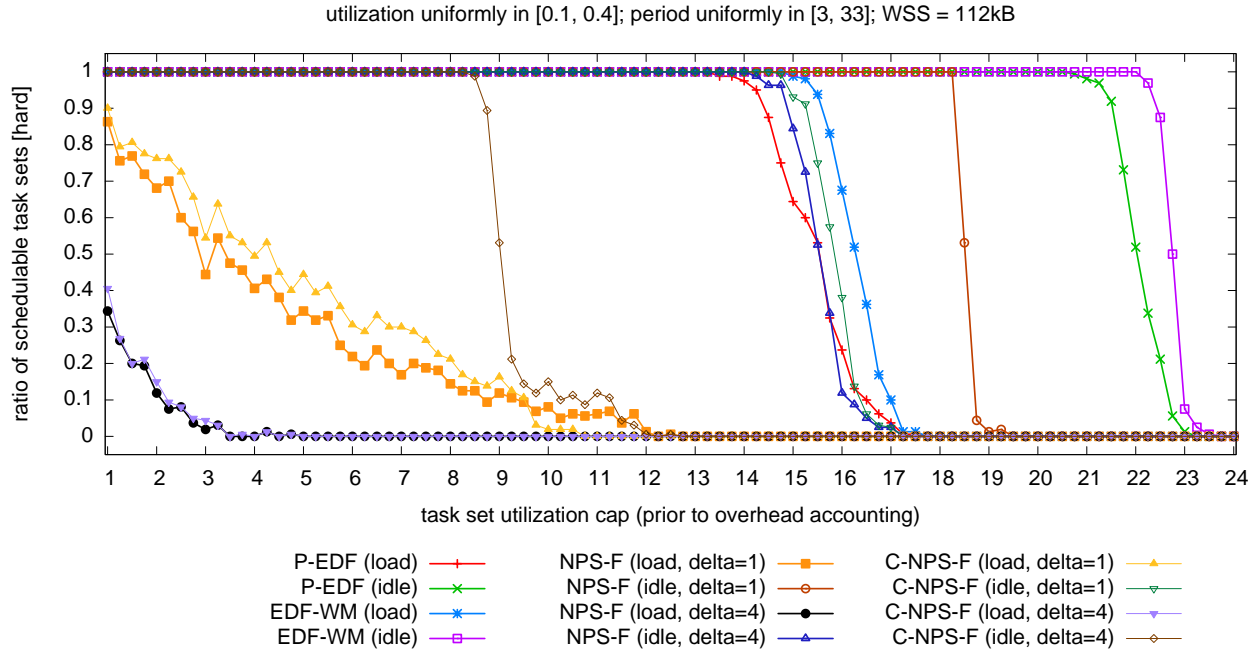 utilization uniformly in [0.1, 0.4]; period uniformly in [3, 33]; WSS = 112kB
1
0.9
0.8
0.7
0.6
0.5
0.4
0.3
0.2
0.1
0
ratio of schedulable task sets [hard]
1 2 3 4 5 6 7 8 9 10 11 12 13 14 15 16 17 18 19 20 21 22 23 24
task set utilization cap (prior to overhead accounting)
P-EDF (load) NPS-F (load, delta=1) C-NPS-F (load, delta=1)
P-EDF (idle) NPS-F (idle, delta=1) C-NPS-F (idle, delta=1)
EDF-WM (load) NPS-F (load, delta=4) C-NPS-F (load, delta=4)
EDF-WM (idle) NPS-F (idle, delta=4) C-NPS-F (idle, delta=4)